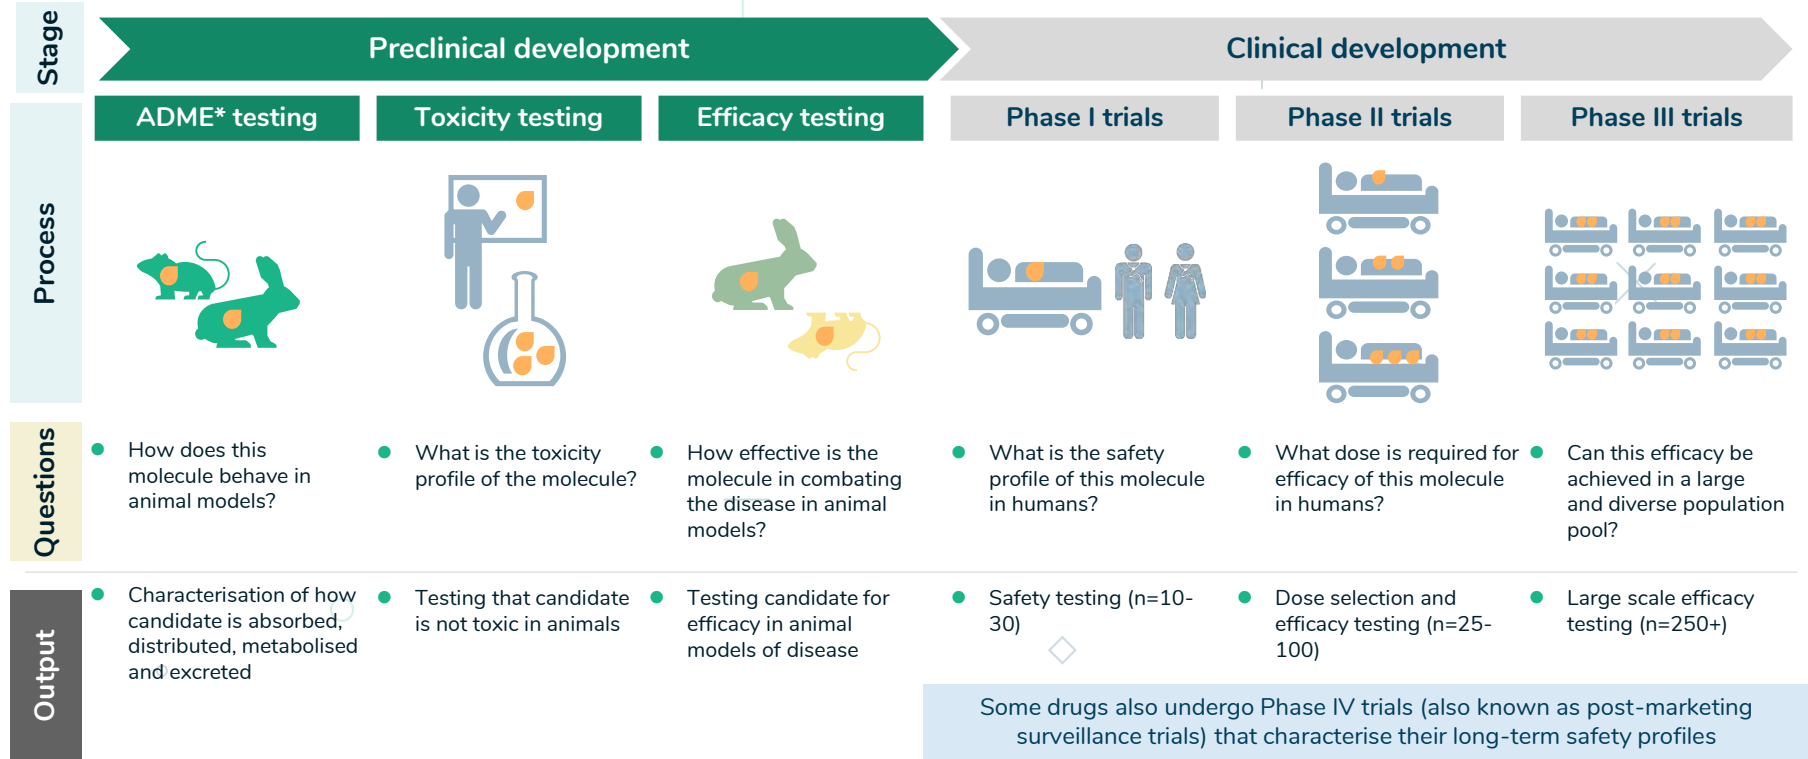 Stage
Preclinical development
Clinical development
ADME* testing
Toxicity testing
Efficacy testing
Phase I trials
Phase II trials
Phase III trials
Process
Questions
How does this
molecule behave in
animal models?
What is the toxicity
profile of the molecule?
How effective is the
molecule in combating
the disease in animal
models?
What is the safety
profile of this molecule
in humans?
What dose is required for
efficacy of this molecule
in humans?
Can this efficacy be
achieved in a large
and diverse population
pool?
Output
Characterisation of how
candidate is absorbed,
distributed, metabolised
and excreted
Testing that candidate
is not toxic in animals
Testing candidate for
efficacy in animal
models of disease
Safety testing (n=10-
30)
Dose selection and
efficacy testing (n=25-
100)
Large scale efficacy
testing (n=250+)
Some drugs also undergo Phase IV trials (also known as post-marketing
surveillance trials) that characterise their long-term safety profiles